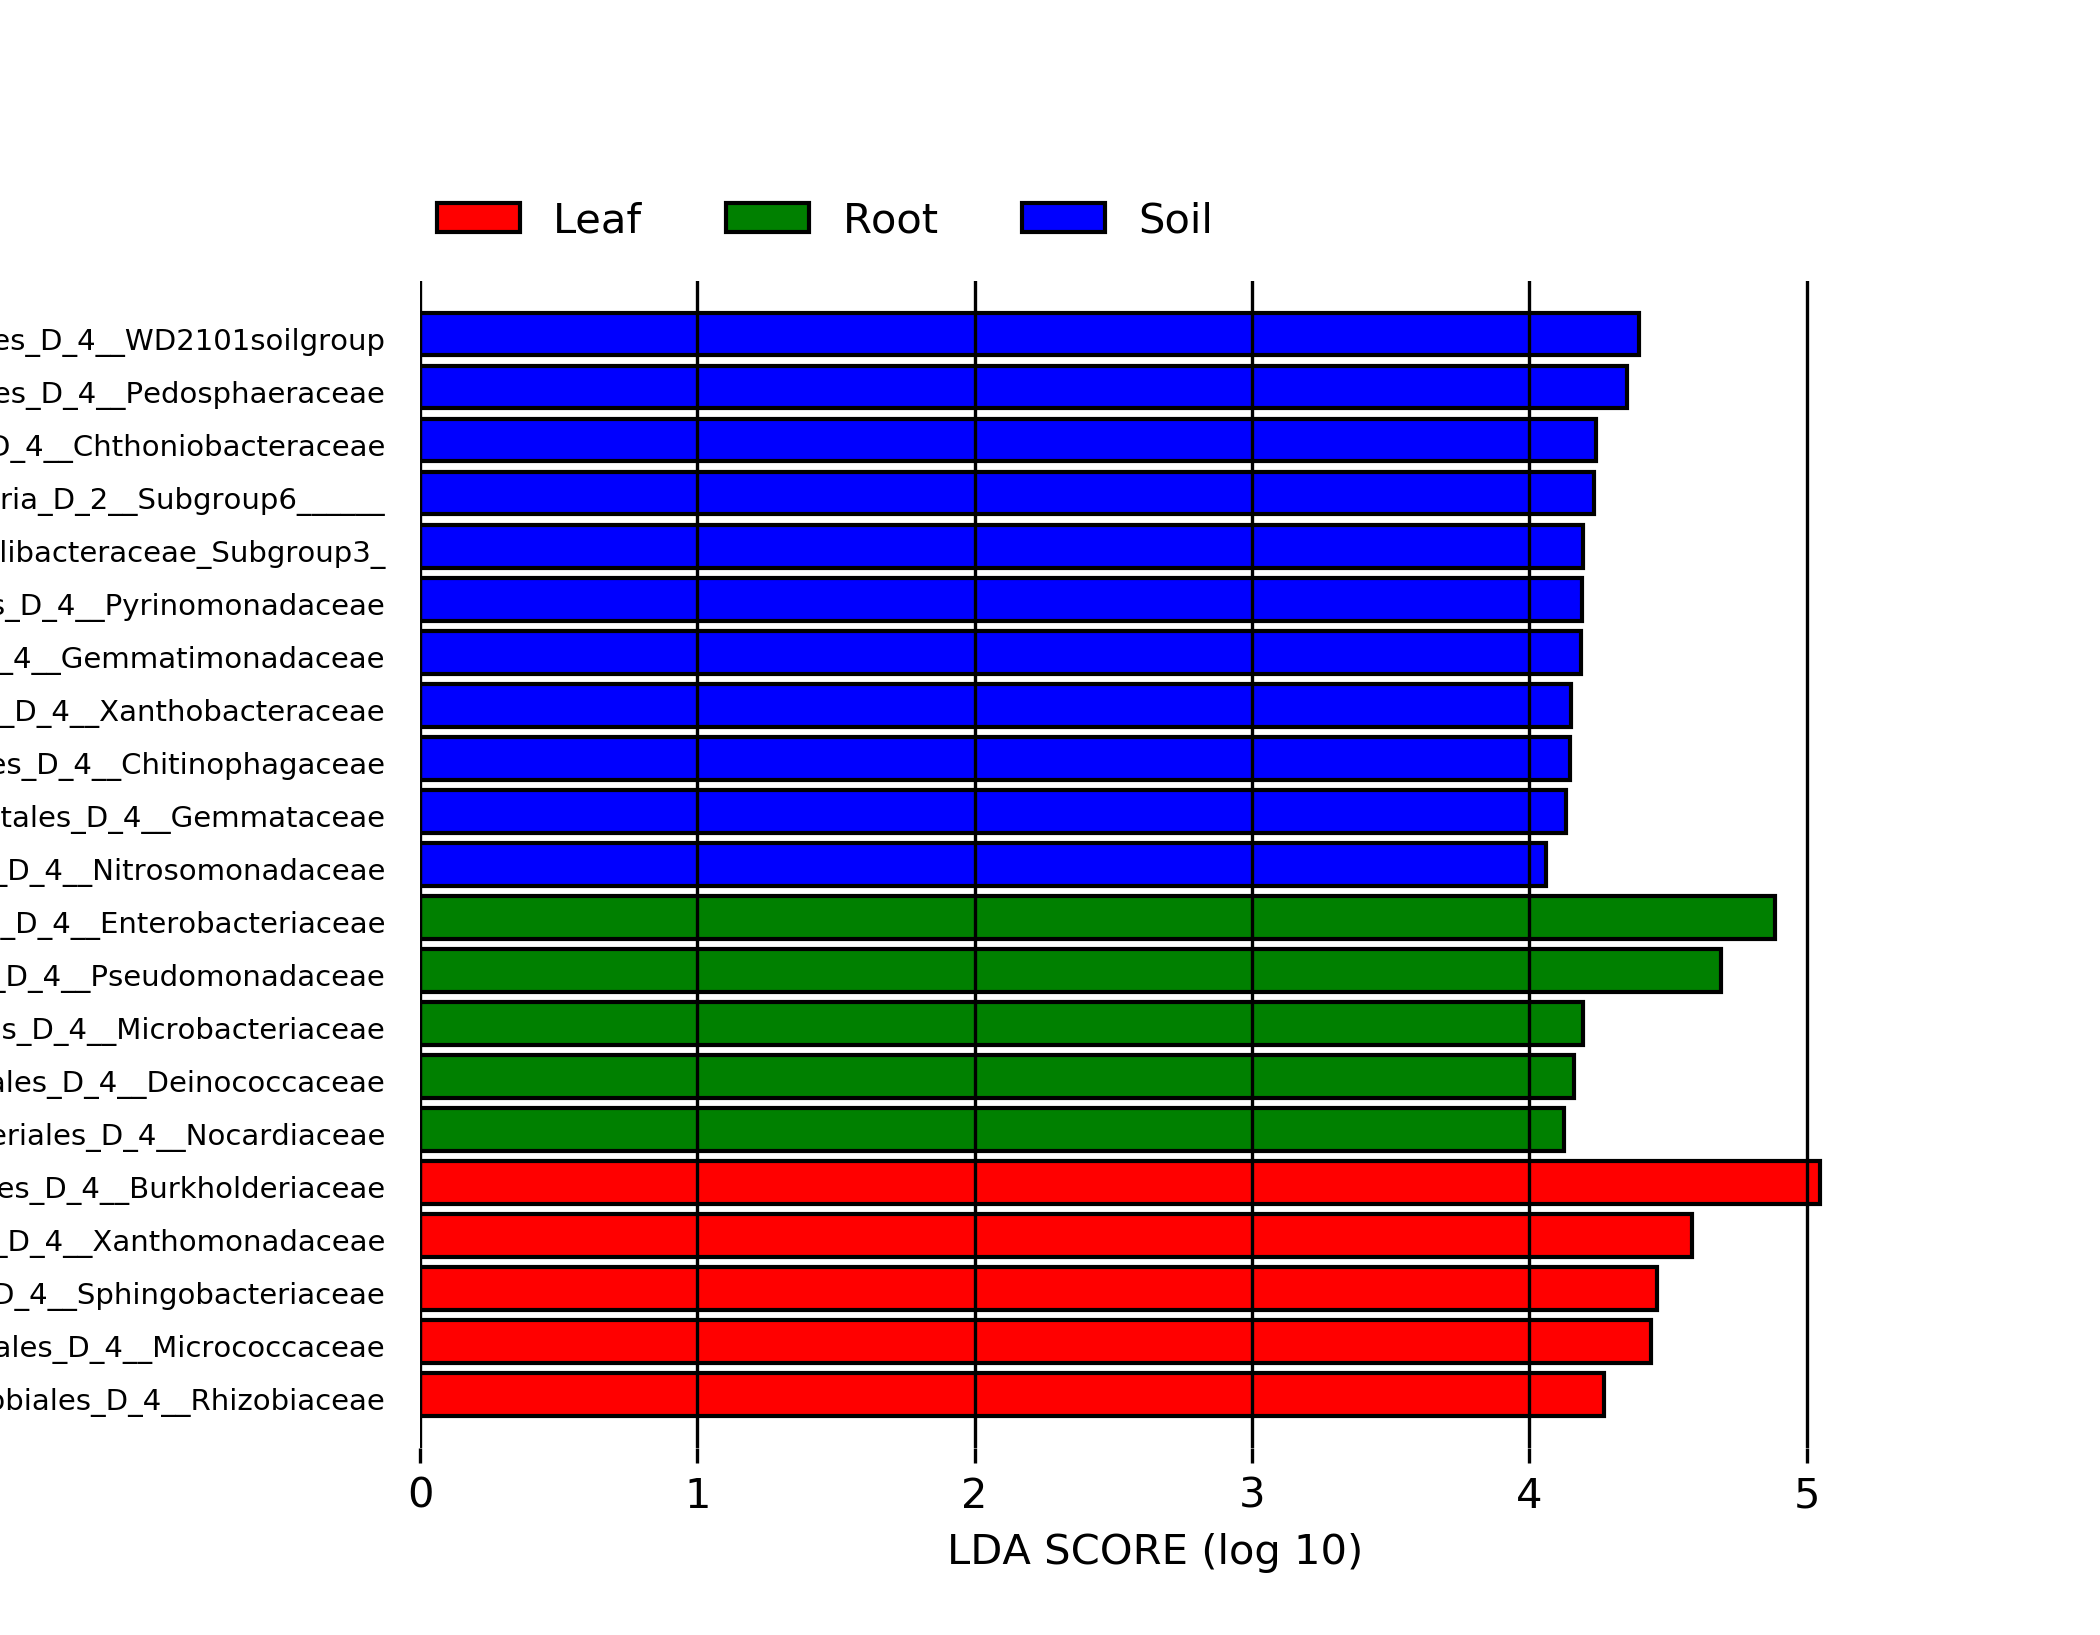 Leaf Root Soil
es_D_4__WD2101soilgroup
es_D_4__Pedosphaeraceae
D_4__Chthoniobacteraceae
ria_D_2__Subgroup6______
libacteraceae_Subgroup3_
s_D_4__Pyrinomonadaceae
_4__Gemmatimonadaceae
_D_4__Xanthobacteraceae
es_D_4__Chitinophagaceae
tales_D_4__Gemmataceae
_D_4__Nitrosomonadaceae
_D_4__Enterobacteriaceae
_D_4__Pseudomonadaceae
s_D_4__Microbacteriaceae
ales_D_4__Deinococcaceae
eriales_D_4__Nocardiaceae
es_D_4__Burkholderiaceae
_D_4__Xanthomonadaceae
D_4__Sphingobacteriaceae
ales_D_4__Micrococcaceae
obiales_D_4__Rhizobiaceae
0 1 2 3 4 5
LDA SCORE (log 10)